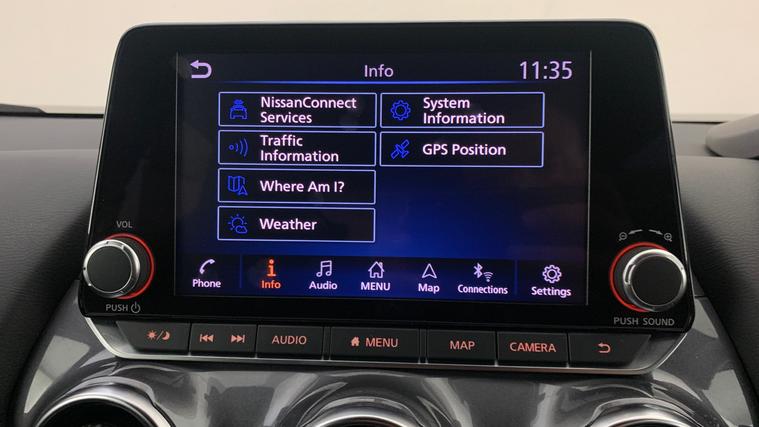 Info
11:35
NissanConnect
Services
System
Information
Traffic
Information
GPS Position
Where Am I?
Weather
Phone
Info
Audio
MENU
Map
Connections
Settings
VOL
PUSH
PUSH SOUND
AUDIO
MENU
MAP
CAMERA